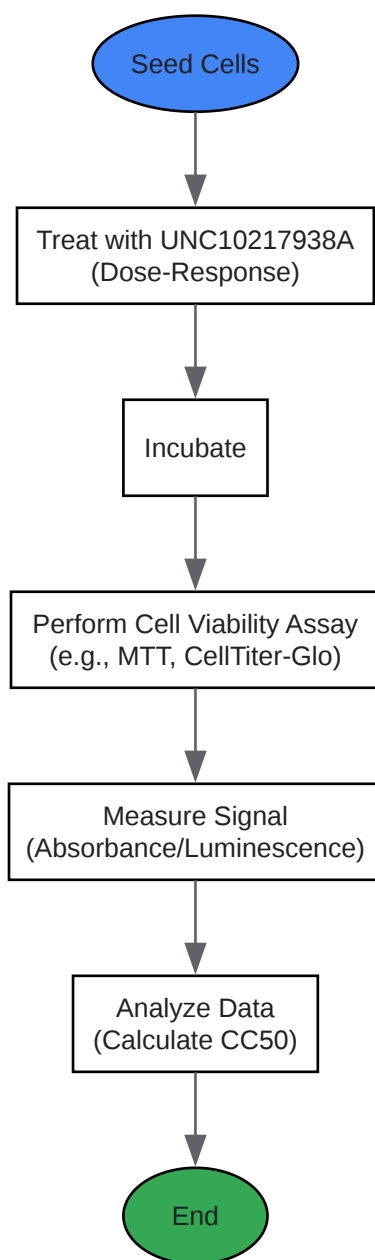 Seed Cells
Treat with UNC10217938A
(Dose-Response)
Incubate
Perform Cell Viability Assay
(e.g., MTT, CellTiter-Glo)
Measure Signal
(Absorbance/Luminescence)
Analyze Data
(Calculate CC50)
End